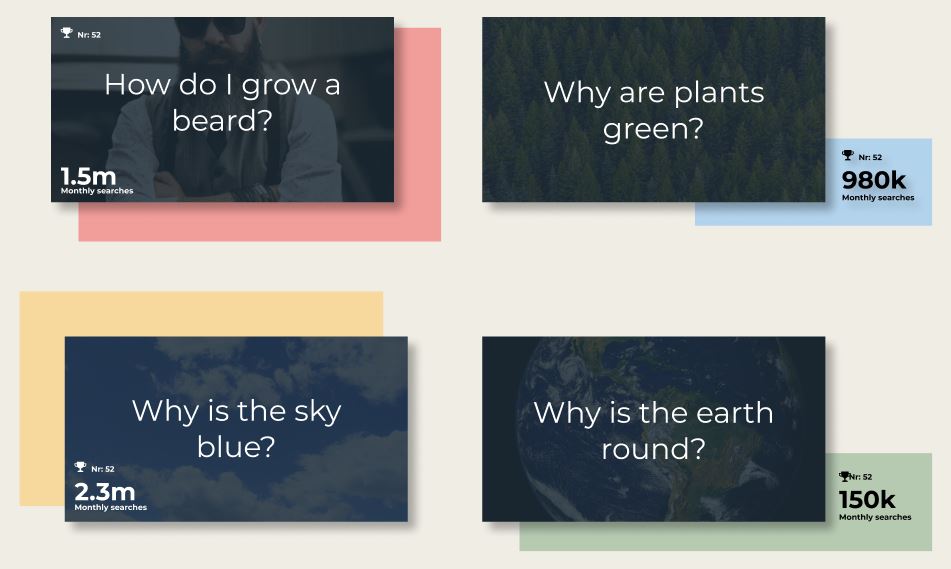 Nr: 52
How do I grow a
beard?
1.5m
Monthly searches
Why are plants
green?
Nr: 52
980k
Monthly searches
Why is the sky
blue?
Nr: 52
2.3m
Monthly searches
Why is the earth
round?
Nr: 52
150k
Monthly searches